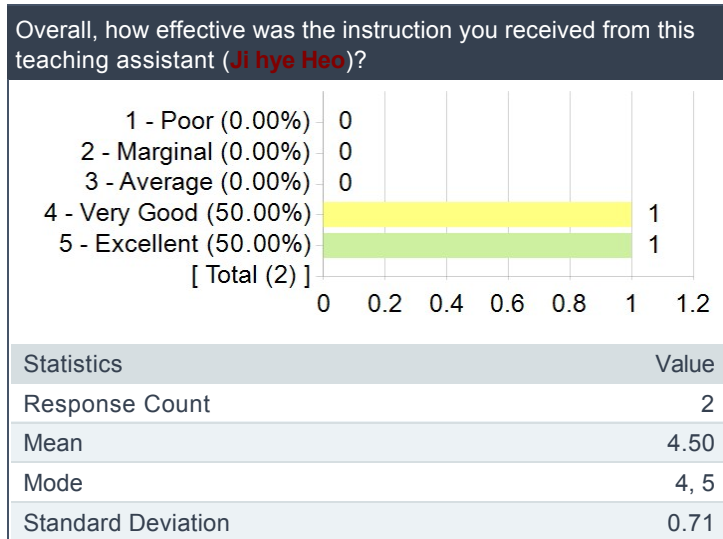 Overall, how effective was the instruction you received from this
teaching assistant (Ji hye Heo)?
1 - Poor (0.00%) 0
2 - Marginal (0.00%) 0
3 - Average (0.00%) 0
4 - Very Good (50.00%) 1
5 - Excellent (50.00%) 1
[ Total (2) ]
0 0.2 0.4 0.6 0.8 1 1.2
Statistics Value
Response Count 2
Mean 4.50
Mode 4, 5
Standard Deviation 0.71